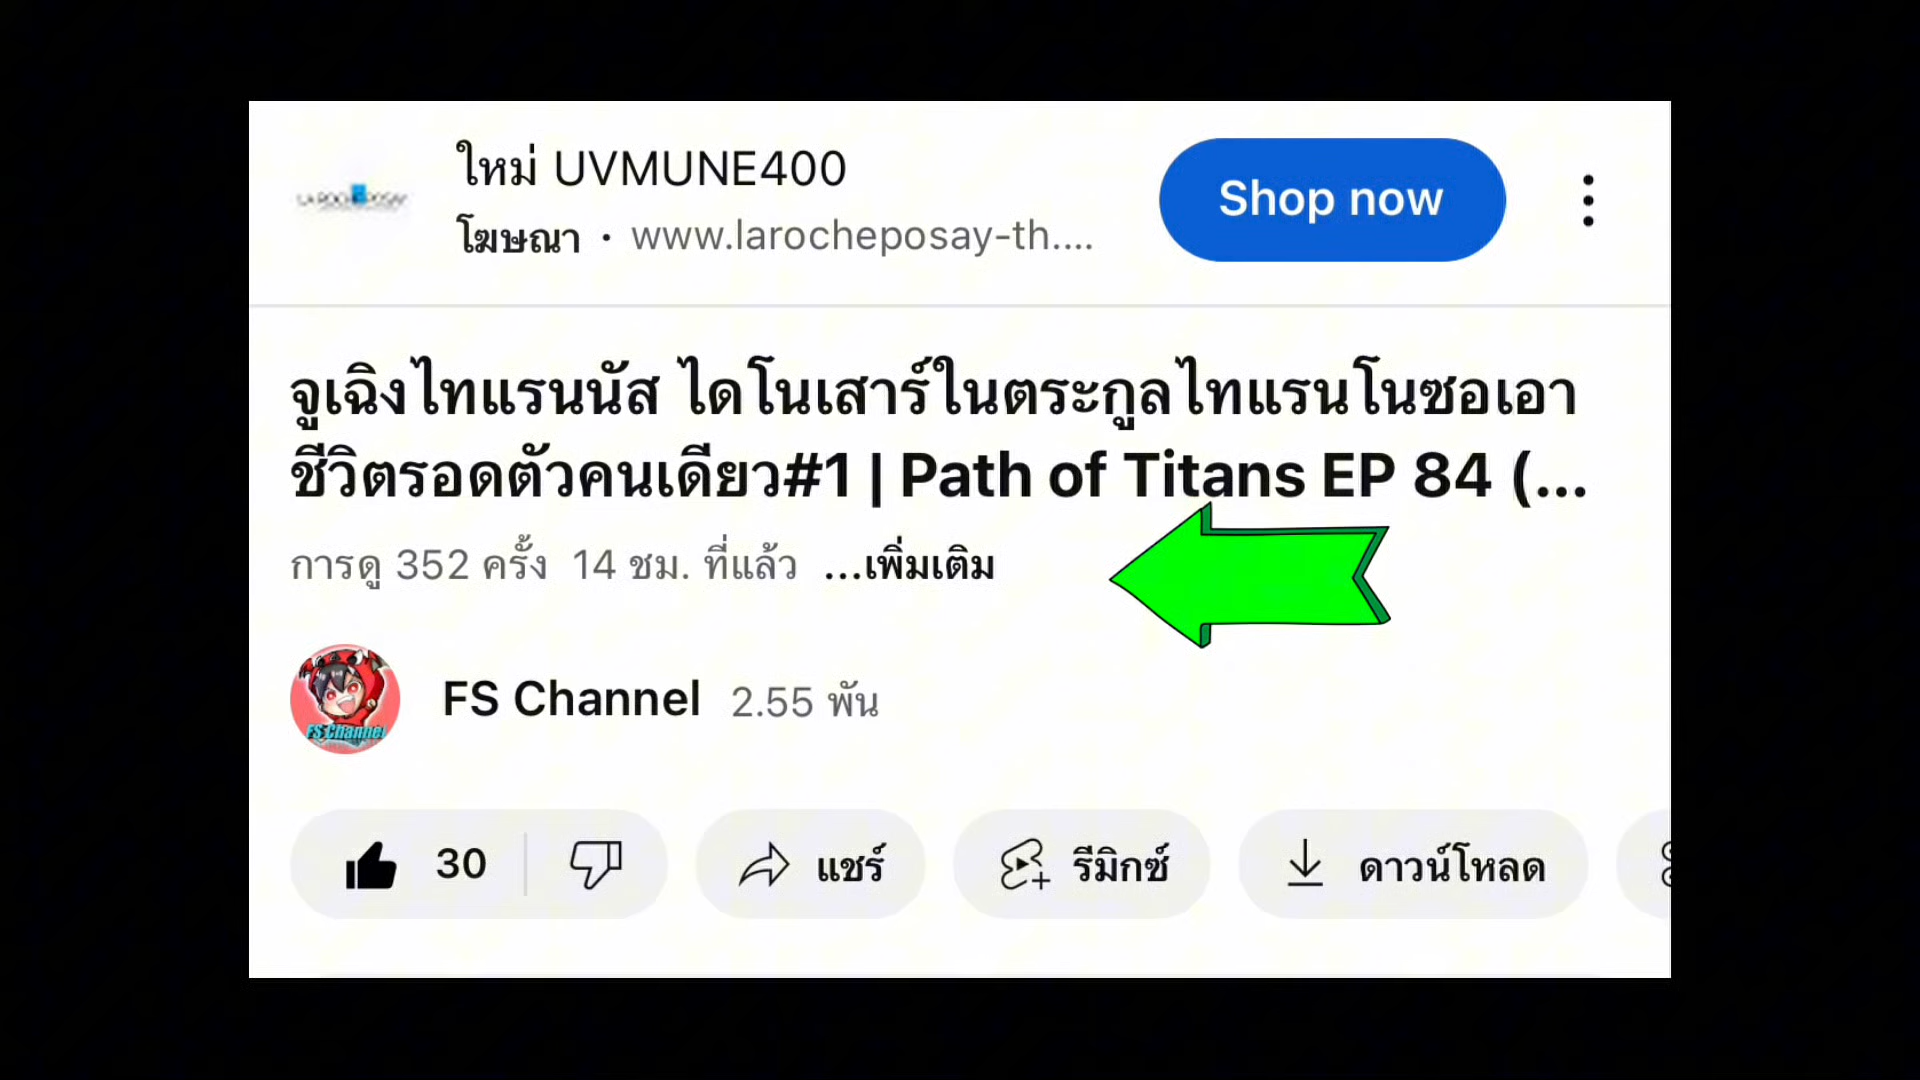 LA ROCHE POSAY
ใหม่ UVMUNE400
โฆษณา · www.larocheposay-th....
Shop now
จูเฉิงไทแรนนัส ไดโนเสาร์ในตระกูลไทแรนโนซอเอา
ชีวิตรอดตัวคนเดียว#1 | Path of Titans EP 84 (...
การดู 352 ครั้ง 14 ชม. ที่แล้ว ...เพิ่มเติม
FS Channel
FS Channel 2.55 พัน
30
แชร์
รีมิกซ์
ดาวน์โหลด